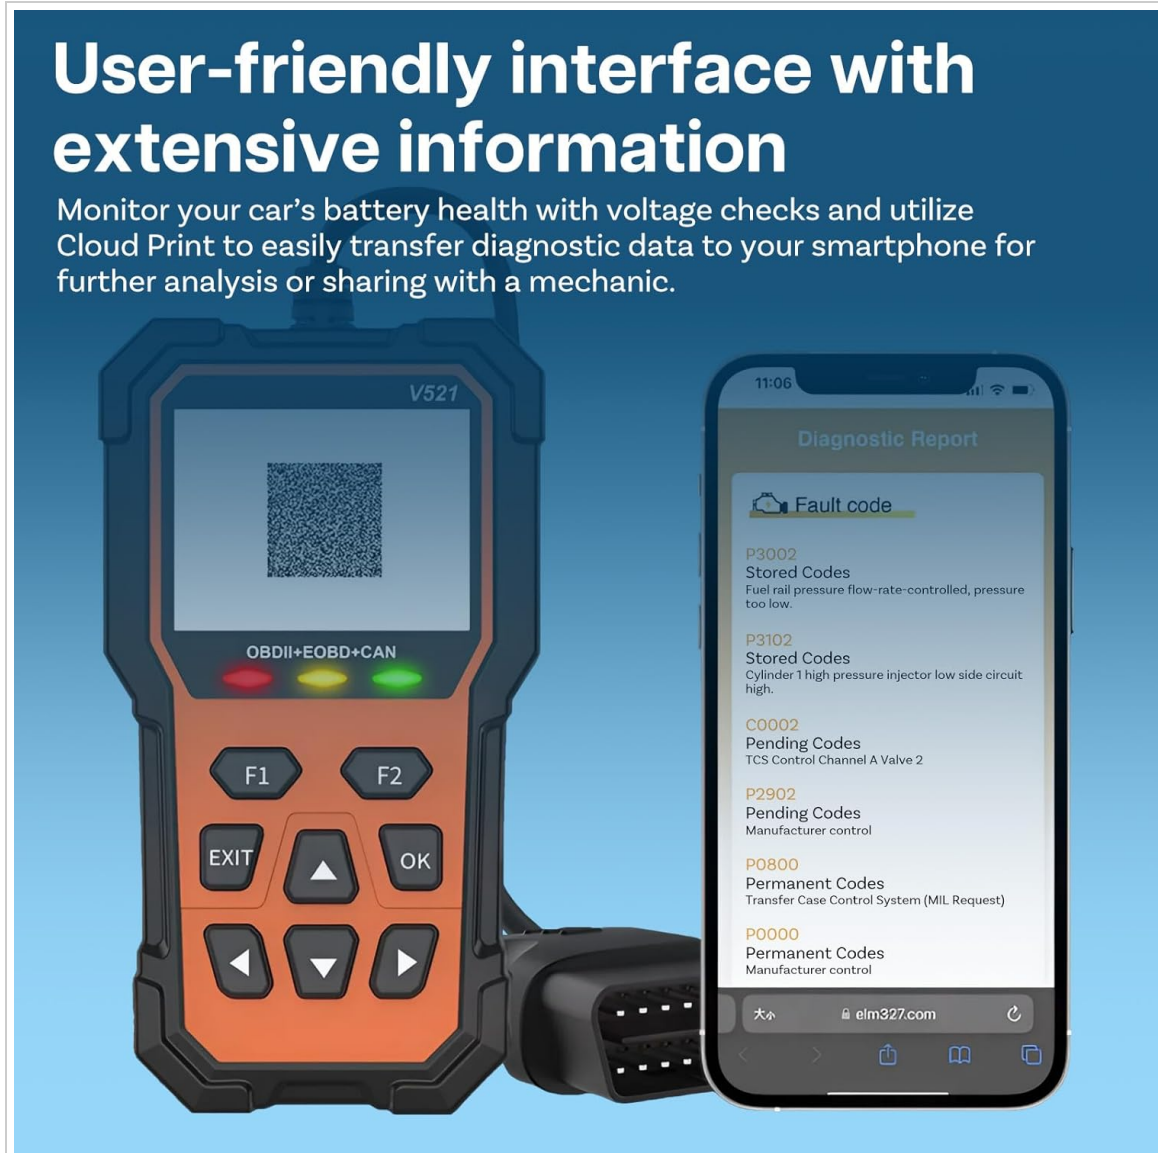 User-friendly interface with
extensive information
Monitor your car's battery health with voltage checks and utilize
Cloud Print to easily transfer diagnostic data to your smartphone for
further analysis or sharing with a mechanic.
V521
OBDII+EOBD+CAN
F1
F2
EXIT
OK
11:06
Diagnostic Report
Fault code
P3002
Stored Codes
Fuel rail pressure flow-rate-controlled, pressure
too low.
P3102
Stored Codes
Cylinder 1 high pressure injector low side circuit
high.
C0002
Pending Codes
TCS Control Channel A Valve 2
P2902
Pending Codes
Manufacturer control
P0800
Permanent Codes
Transfer Case Control System (MIL Request)
P0000
Permanent Codes
Manufacturer control
大小
elm327.com